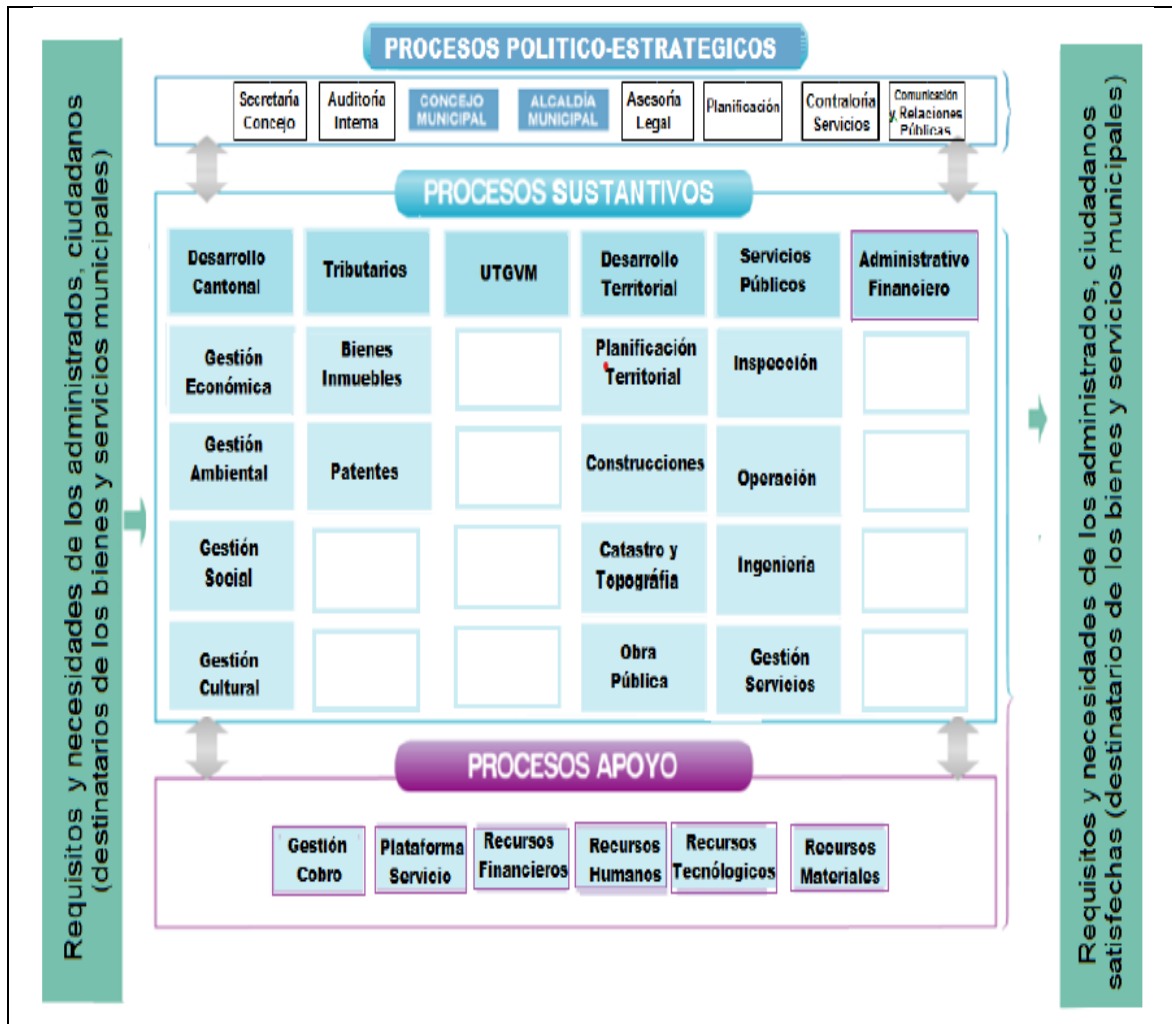 Requisitos y necesidades de los administrados, ciudadanos
(destinatarios de los bienes y servicios municipales)
PROCESOS POLITICO-ESTRATEGICOS
Secretaría
Concejo
Auditoría
Interna
CONCEJO
MUNICIPAL
ALCALDÍA
MUNICIPAL
Asesoría
Legal
Planificación
Contraloría
Servicios
Comunicación
y Relaciones
Públicas
PROCESOS SUSTANTIVOS
Desarrollo
Cantonal
Tributarios
UTGVM
Desarrollo
Territorial
Servicios
Públicos
Administrativo
Financiero
Gestión
Económica
Bienes
Inmuebles
Planificación
Territorial
Inspección
Gestión
Ambiental
Patentes
Construcciones
Operación
Gestión
Social
Catastro y
Topográfia
Ingeniería
Gestión
Cultural
Obra
Pública
Gestión
Servicios
PROCESOS APOYO
Gestión
Cobro
Plataforma
Servicio
Recursos
Financieros
Recursos
Humanos
Recursos
Tecnólogicos
Recursos
Materiales
Requisitos y necesidades de los administrados, ciudadanos
satisfechas (destinatarios de los bienes y servicios municipales)